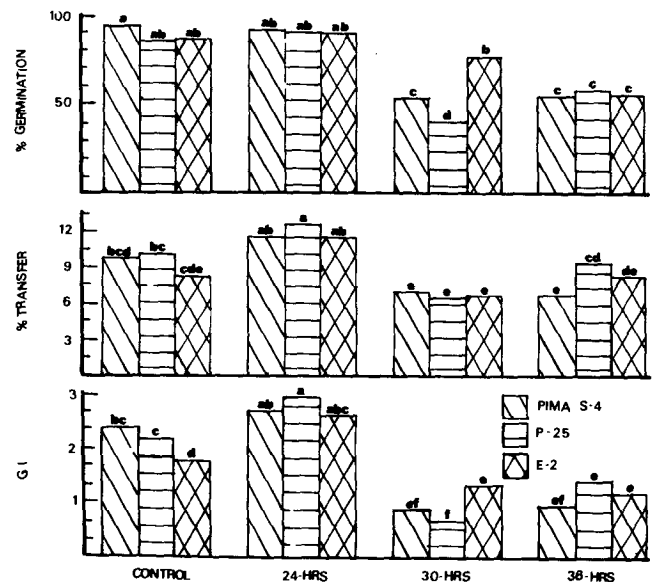 100
50
% GERMINATION
a ab ab
ab ab ab
c d b
c c c
12
9
6
3
% TRANSFER
bcd bc cde
ab a ab
e e e
e cd de
3
2
1
G I
bc c d
ab a abc
ef f e
ef e e
PIMA S-4
P-25
E-2
CONTROL 24-HRS 30-HRS 36-HRS